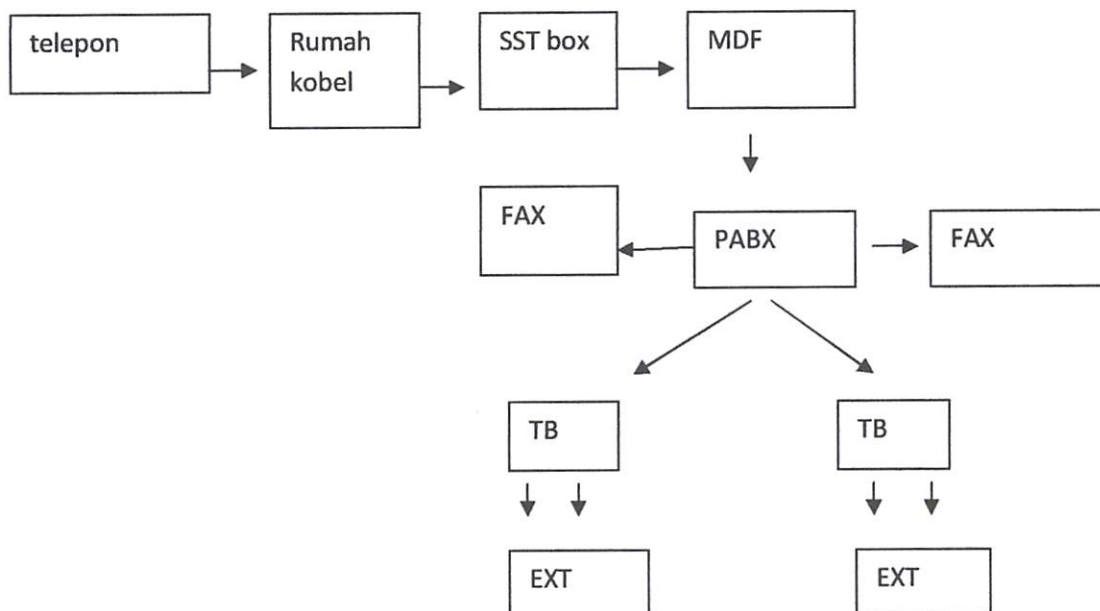 telepon
Rumah
kobel
SST box
MDF
FAX
PABX
FAX
TB
TB
EXT
EXT